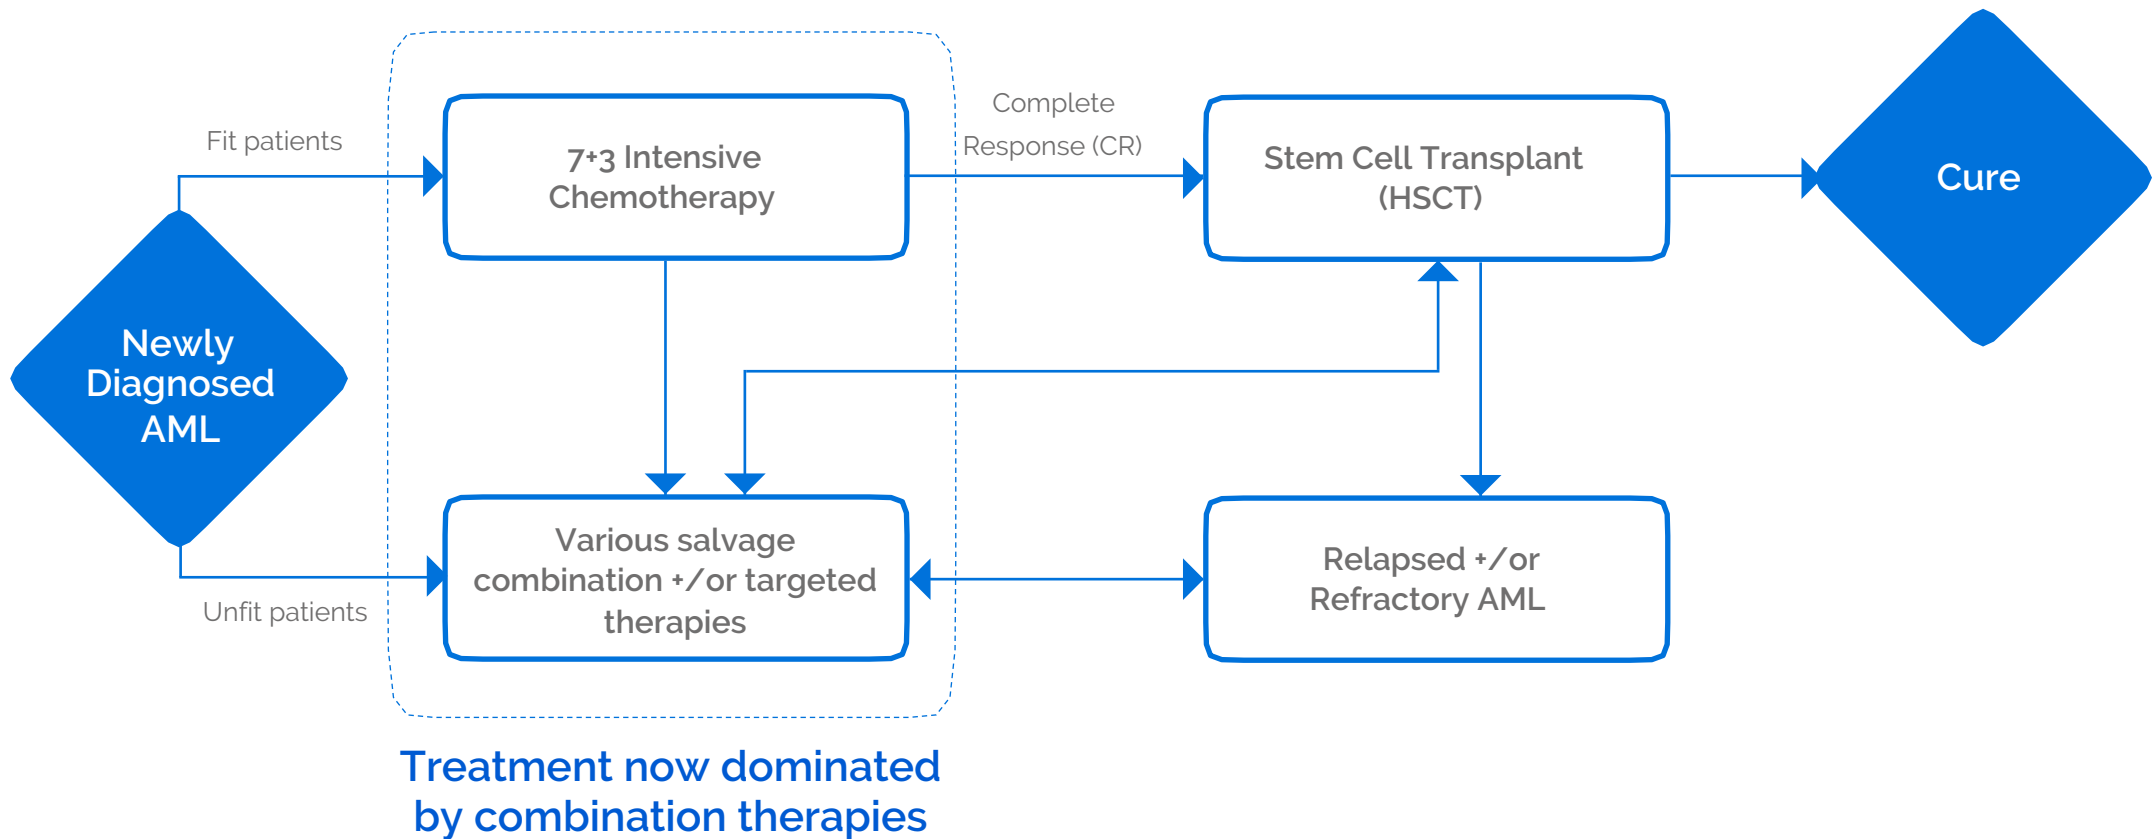 Fit patients
7+3 Intensive
Chemotherapy
Complete
Response (CR)
Stem Cell Transplant
(HSCT)
Cure
Newly
Diagnosed
AML
Unfit patients
Various salvage
combination +/or targeted
therapies
Relapsed +/or
Refractory AML
Treatment now dominated
by combination therapies